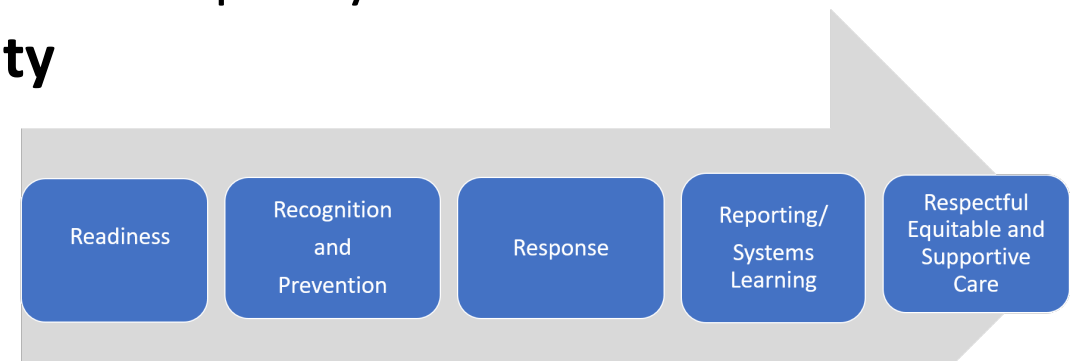 ty
Readiness
Recognition
and
Prevention
Response
Reporting/
Systems
Learning
Respectful
Equitable and
Supportive
Care